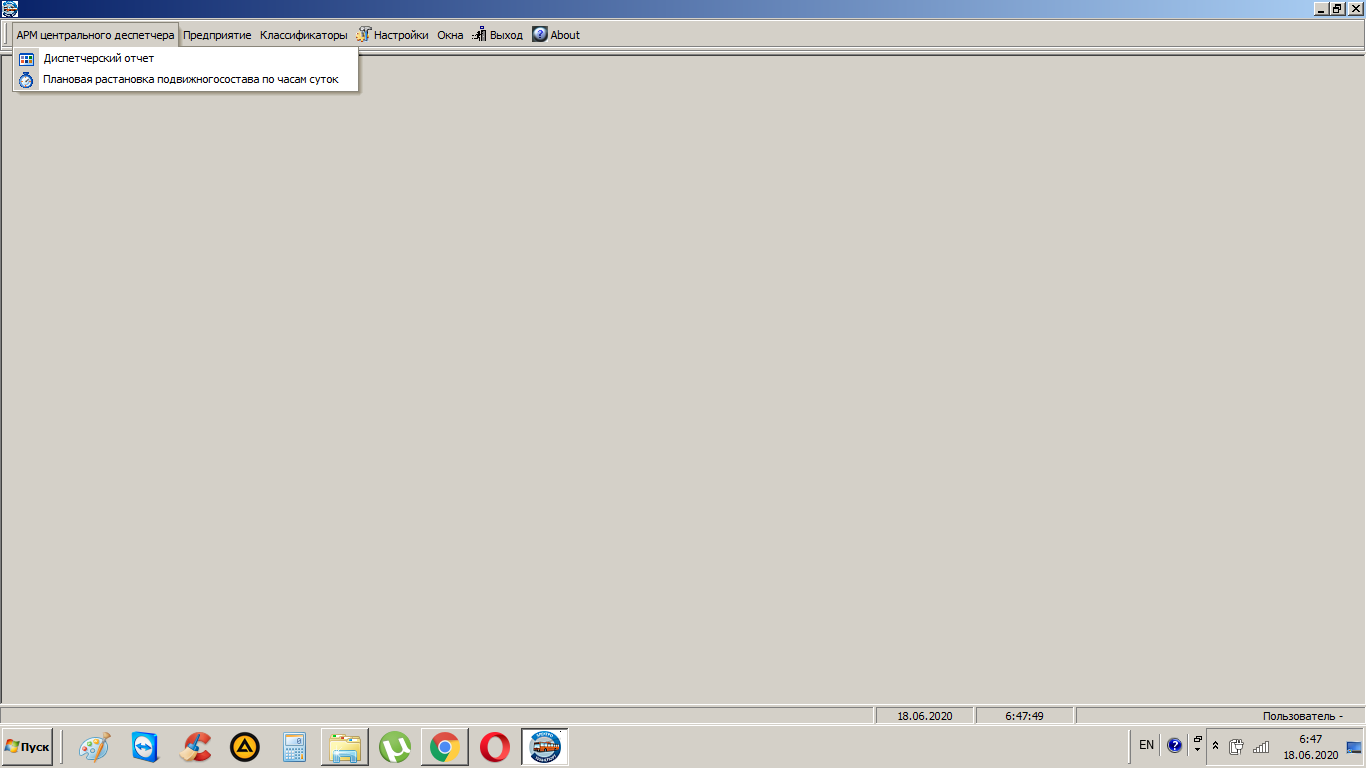 АРМ центрального деспетчера Предприятие Классификаторы Настройки Окна Выход About
Диспетчерский отчет
Плановая растановка подвижногосостава по часам суток
18.06.2020 6:47:49 Пользователь -
Пуск EN 6:47
18.06.2020